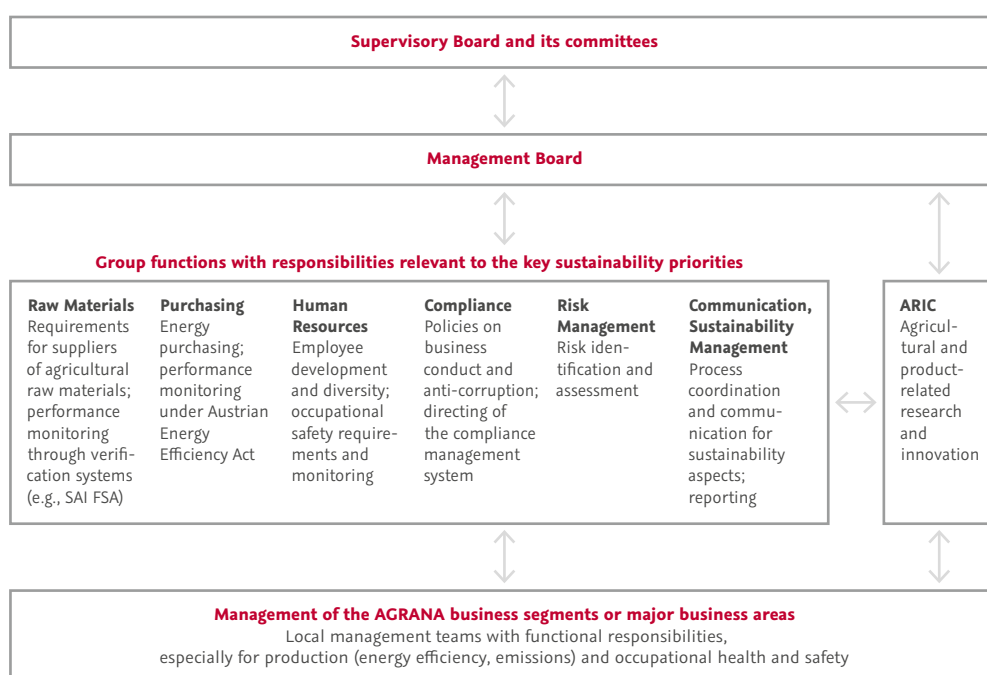 Supervisory Board and its committees
Management Board
Group functions with responsibilities relevant to the key sustainability priorities
Raw Materials
Requirements
for suppliers
of agricultural
raw materials;
performance
monitoring
through verifi-
cation systems
(e.g., SAI FSA)
Purchasing
Energy
purchasing;
performance
monitoring
under Austrian
Energy
Efficiency Act
Human
Resources
Employee
development
and diversity;
occupational
safety require-
ments and
monitoring
Compliance
Policies on
business
conduct and
anti-corruption;
directing of
the compliance
management
system
Risk
Management
Risk iden-
tification and
assessment
Communication,
Sustainability
Management
Process
coordination
and commu-
nication for
sustainability
aspects;
reporting
ARIC
Agricul-
tural and
product-
related
research
and
innovation
Management of the AGRANA business segments or major business areas
Local management teams with functional responsibilities,
especially for production (energy efficiency, emissions) and occupational health and safety